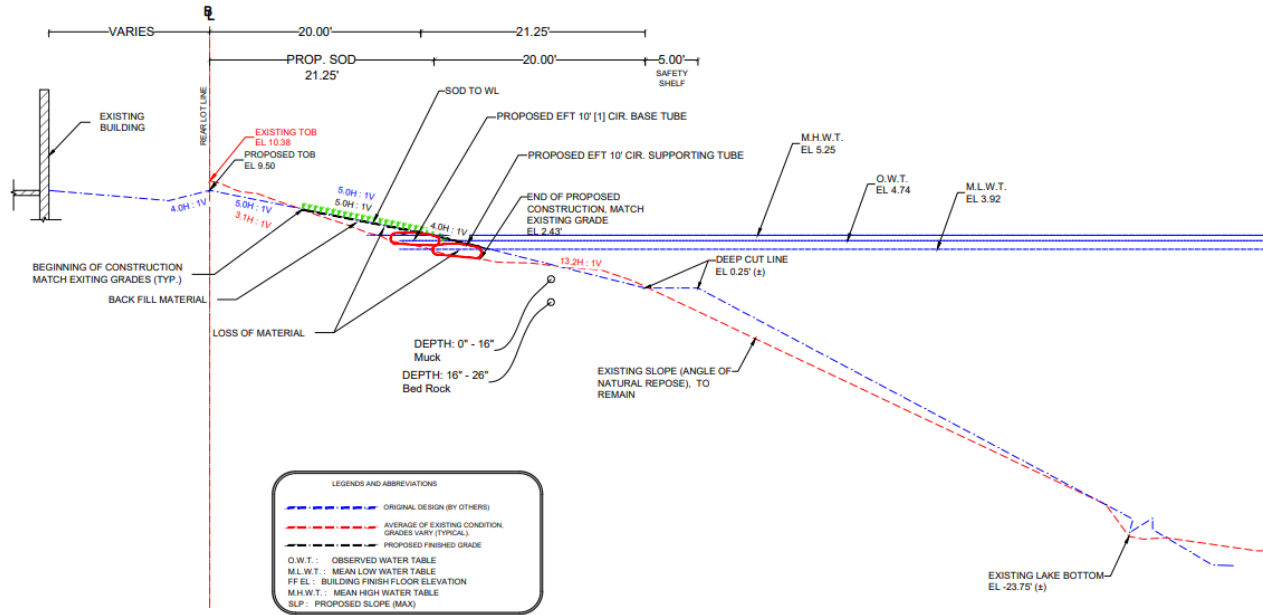 B
L
VARIES
20.00'
21.25'
PROP. SOD
21.25'
20.00'
5.00'
SAFETY
SHELF
REAR LOT LINE
EXISTING
BUILDING
EXISTING TOB
EL 10.38
PROPOSED TOB
EL 9.50
SOD TO WL
PROPOSED EFT 10' [1] CIR. BASE TUBE
PROPOSED EFT 10' CIR. SUPPORTING TUBE
END OF PROPOSED
CONSTRUCTION, MATCH
EXISTING GRADE
EL 2.43'
M.H.W.T.
EL 5.25
O.W.T.
EL 4.74
M.L.W.T.
EL 3.92
4.0H : 1V
5.0H : 1V
3.1H : 1V
5.0H : 1V
5.0H : 1V
4.0H : 1V
13.2H : 1V
DEEP CUT LINE
EL 0.25' (±)
BEGINNING OF CONSTRUCTION
MATCH EXITING GRADES (TYP.)
BACK FILL MATERIAL
LOSS OF MATERIAL
DEPTH: 0" - 16"
Muck
DEPTH: 16" - 26"
Bed Rock
EXISTING SLOPE (ANGLE OF
NATURAL REPOSE), TO
REMAIN
EXISTING LAKE BOTTOM
EL -23.75' (±)
LEGENDS AND ABBREVIATIONS
ORIGINAL DESIGN (BY OTHERS)
AVERAGE OF EXISTING CONDITION,
GRADES VARY (TYPICAL).
PROPOSED FINISHED GRADE
O.W.T. : OBSERVED WATER TABLE
M.L.W.T. : MEAN LOW WATER TABLE
FF EL : BUILDING FINISH FLOOR ELEVATION
M.H.W.T. : MEAN HIGH WATER TABLE
SLP : PROPOSED SLOPE (MAX)